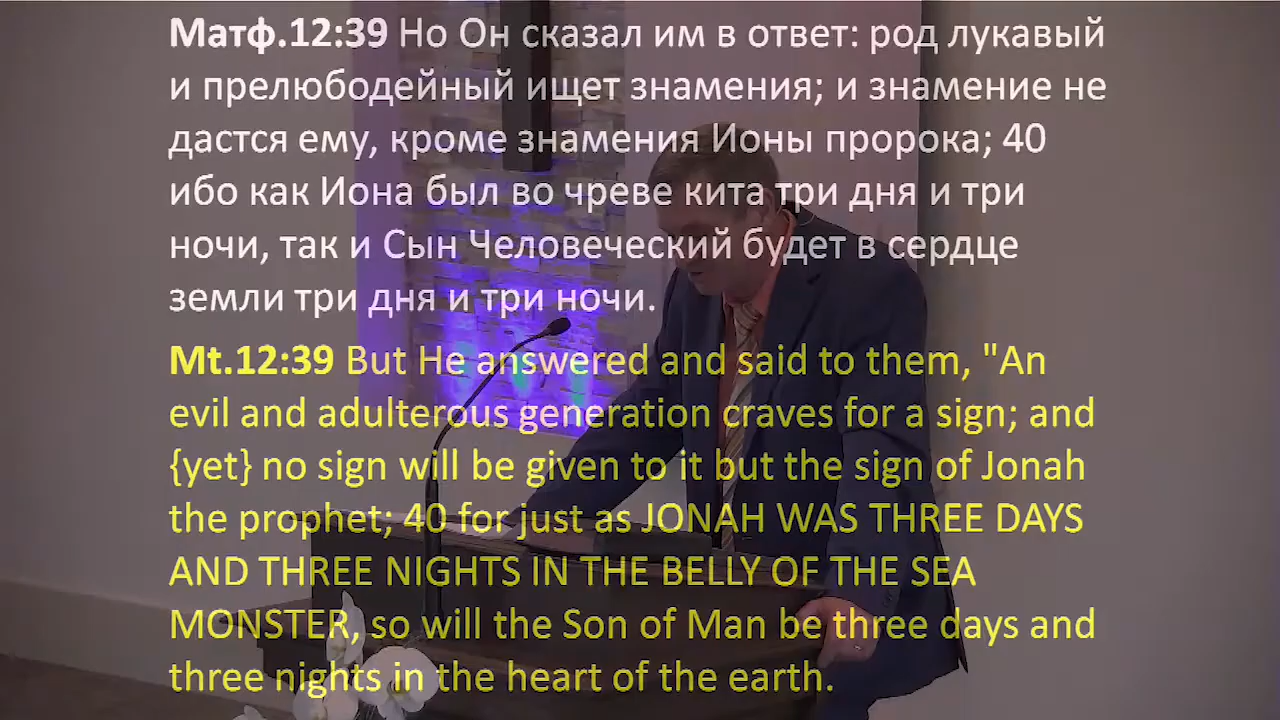 Матф.12:39 Но Он сказал им в ответ: род лукавый
и прелюбодейный ищет знамения; и знамение не
дастся ему, кроме знамения Ионы пророка; 40
ибо как Иона был во чреве кита три дня и три
ночи, так и Сын Человеческий будет в сердце
земли три дня и три ночи.
Mt.12:39 But He answered and said to them, "An
evil and adulterous generation craves for a sign; and
{yet} no sign will be given to it but the sign of Jonah
the prophet; 40 for just as JONAH WAS THREE DAYS
AND THREE NIGHTS IN THE BELLY OF THE SEA
MONSTER, so will the Son of Man be three days and
three nights in the heart of the earth.